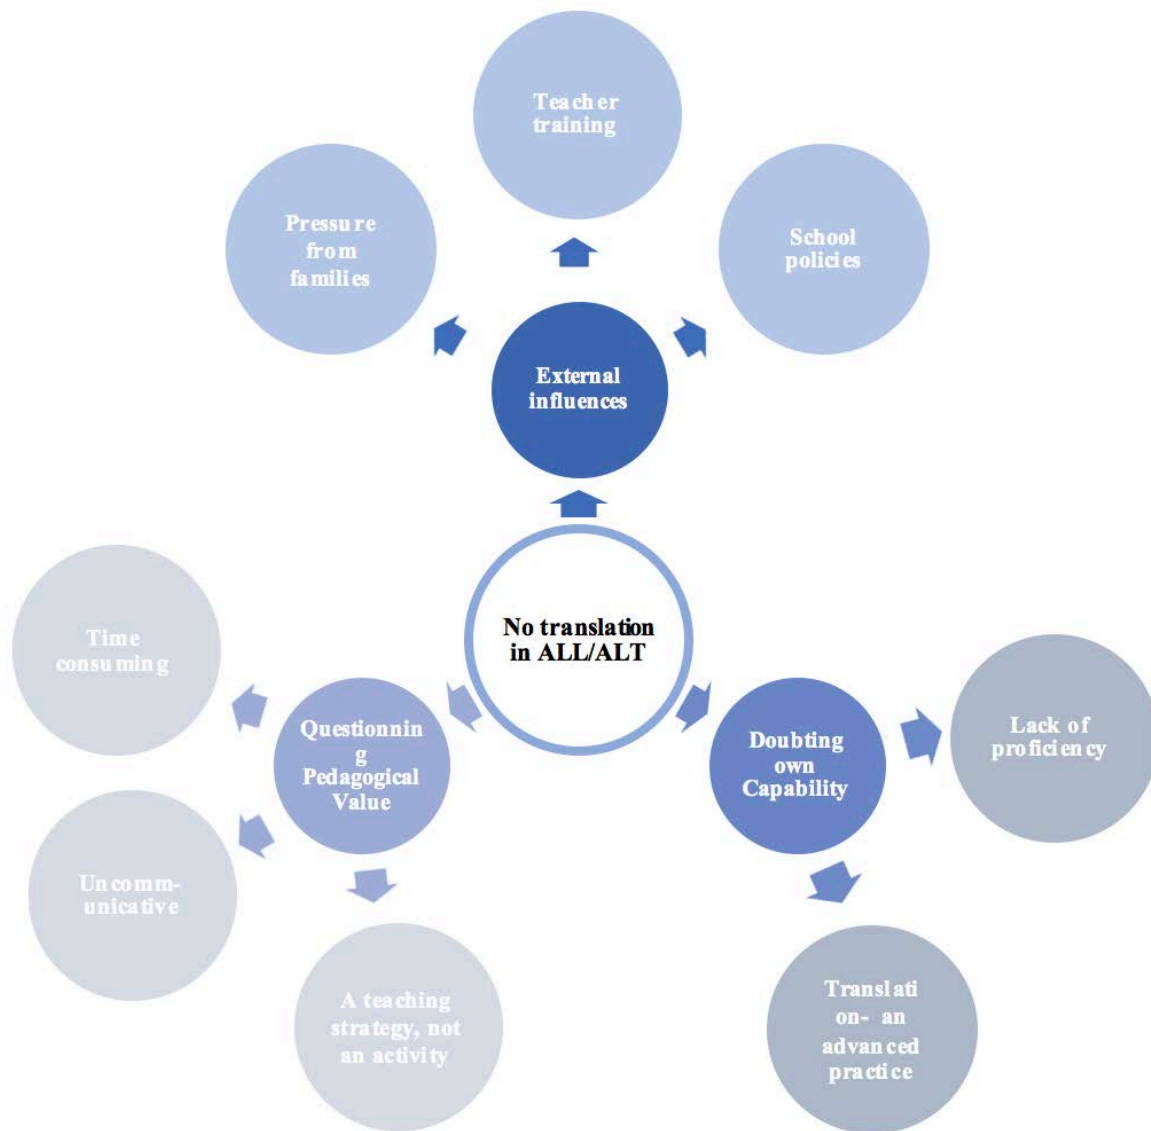 Teacher
training
Pressure
from
families
School
policies
External
influences
No translation
in ALL/ALT
Time
consuming
Questionnin
g
Pedagogical
Value
Doubting
own
Capability
Lack of
proficiency
Uncomm-
unicative
A teaching
strategy, not
an activity
Translati
on- an
advanced
practice